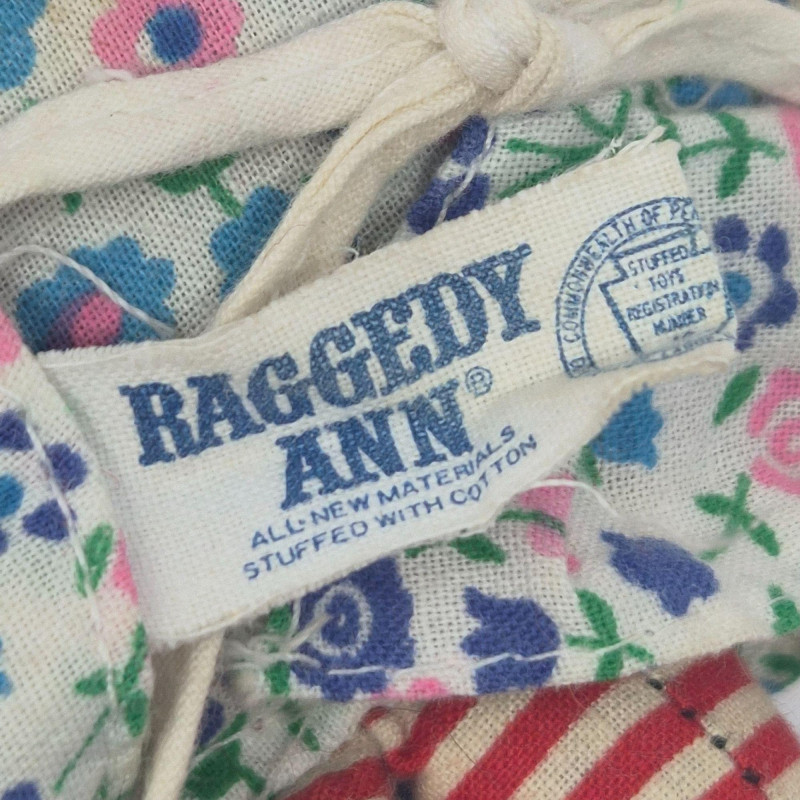 RAGGEDY
ANN®
ALL-NEW MATERIALS
STUFFED WITH COTTON
COMMONWEALTH OF
STUFFED
TOYS
REGISTRATION
NUMBER